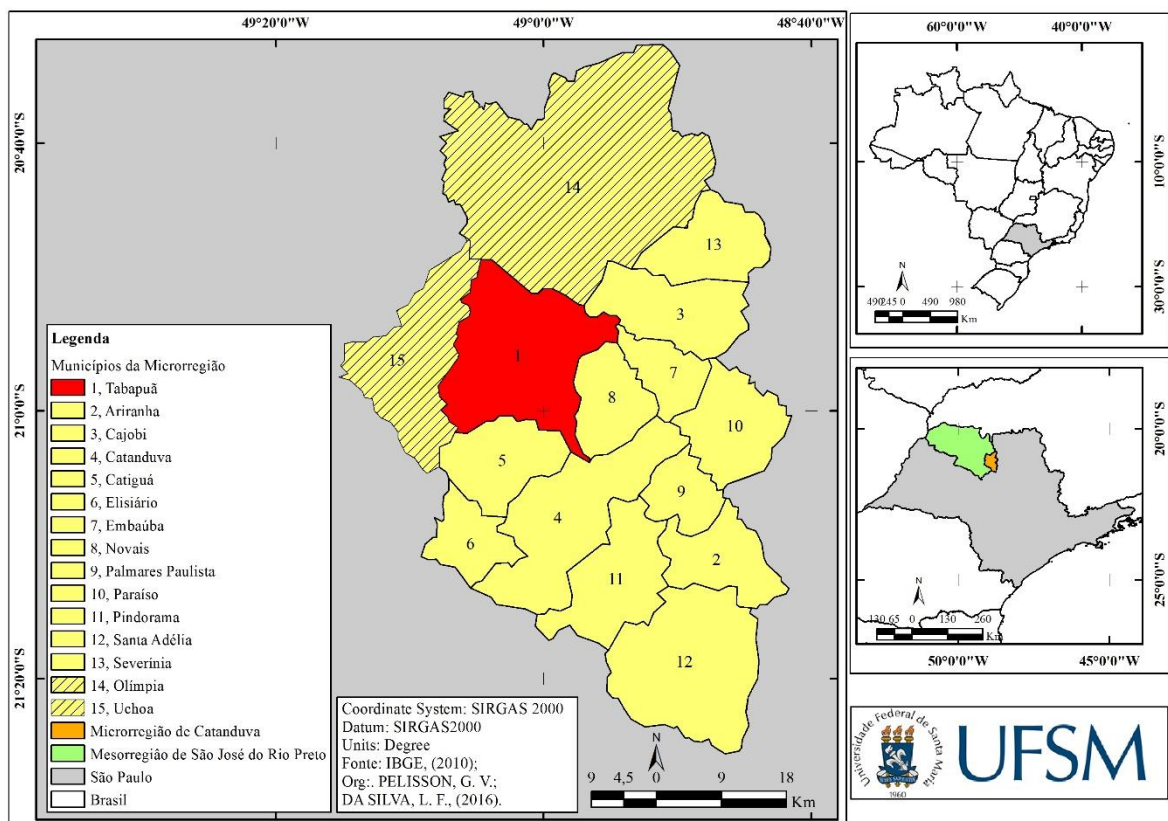 49°20'0"W
49°0'0"W
48°40'0"W
20°40'0"S
21°0'0"S
21°20'0"S
14
13
3
1
15
7
8
10
5
9
4
6
2
11
12
Legenda
Municípios da Microrregião
1, Tabapuã
2, Ariranha
3, Cajobi
4, Catanduva
5, Catiguá
6, Elisiário
7, Embaúba
8, Novais
9, Palmares Paulista
10, Paraíso
11, Pindorama
12, Santa Adélia
13, Severínia
14, Olímpia
15, Uchoa
Microrregião de Catanduva
Mesorregião de São José do Rio Preto
São Paulo
Brasil
Coordinate System: SIRGAS 2000
Datum: SIRGAS2000
Units: Degree
Fonte: IBGE, (2010);
Org:. PELISSON, G. V.;
DA SILVA, L. F., (2016).
N
9 4,5 0 9 18
Km
60°0'0"W
40°0'0"W
10°0'0"S
30°0'0"S
N
490 245 0 490 980
Km
20°0'0"S
25°0'0"S
N
130 65 0 130 260
Km
50°0'0"W
45°0'0"W
Universidade Federal de Santa Maria
1960
UFSM